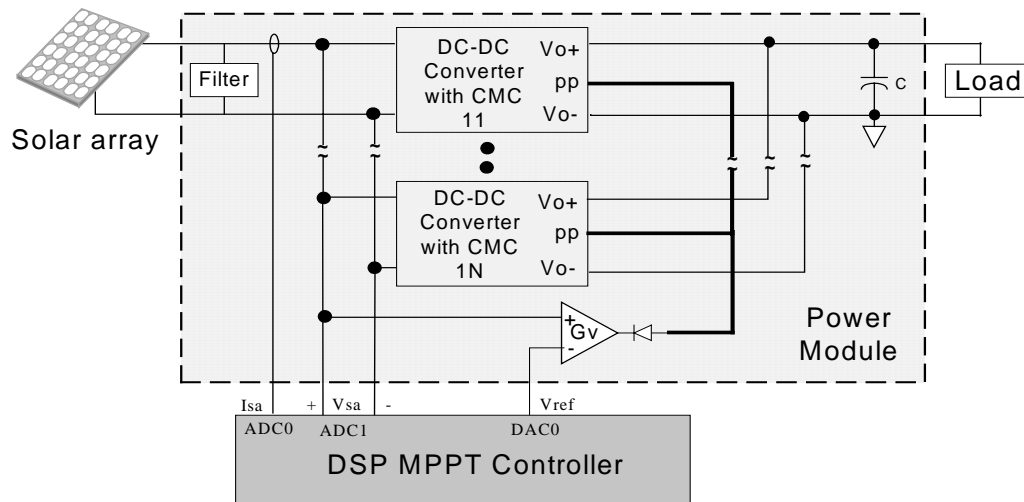 Solar array
Filter
DC-DC
Converter
with CMC
11
Vo+
pp
Vo-
C
Load
DC-DC
Converter
with CMC
1N
Vo+
pp
Vo-
+
Gv
-
Power
Module
Isa
+ Vsa -
Vref
ADC0
ADC1
DAC0
DSP MPPT Controller